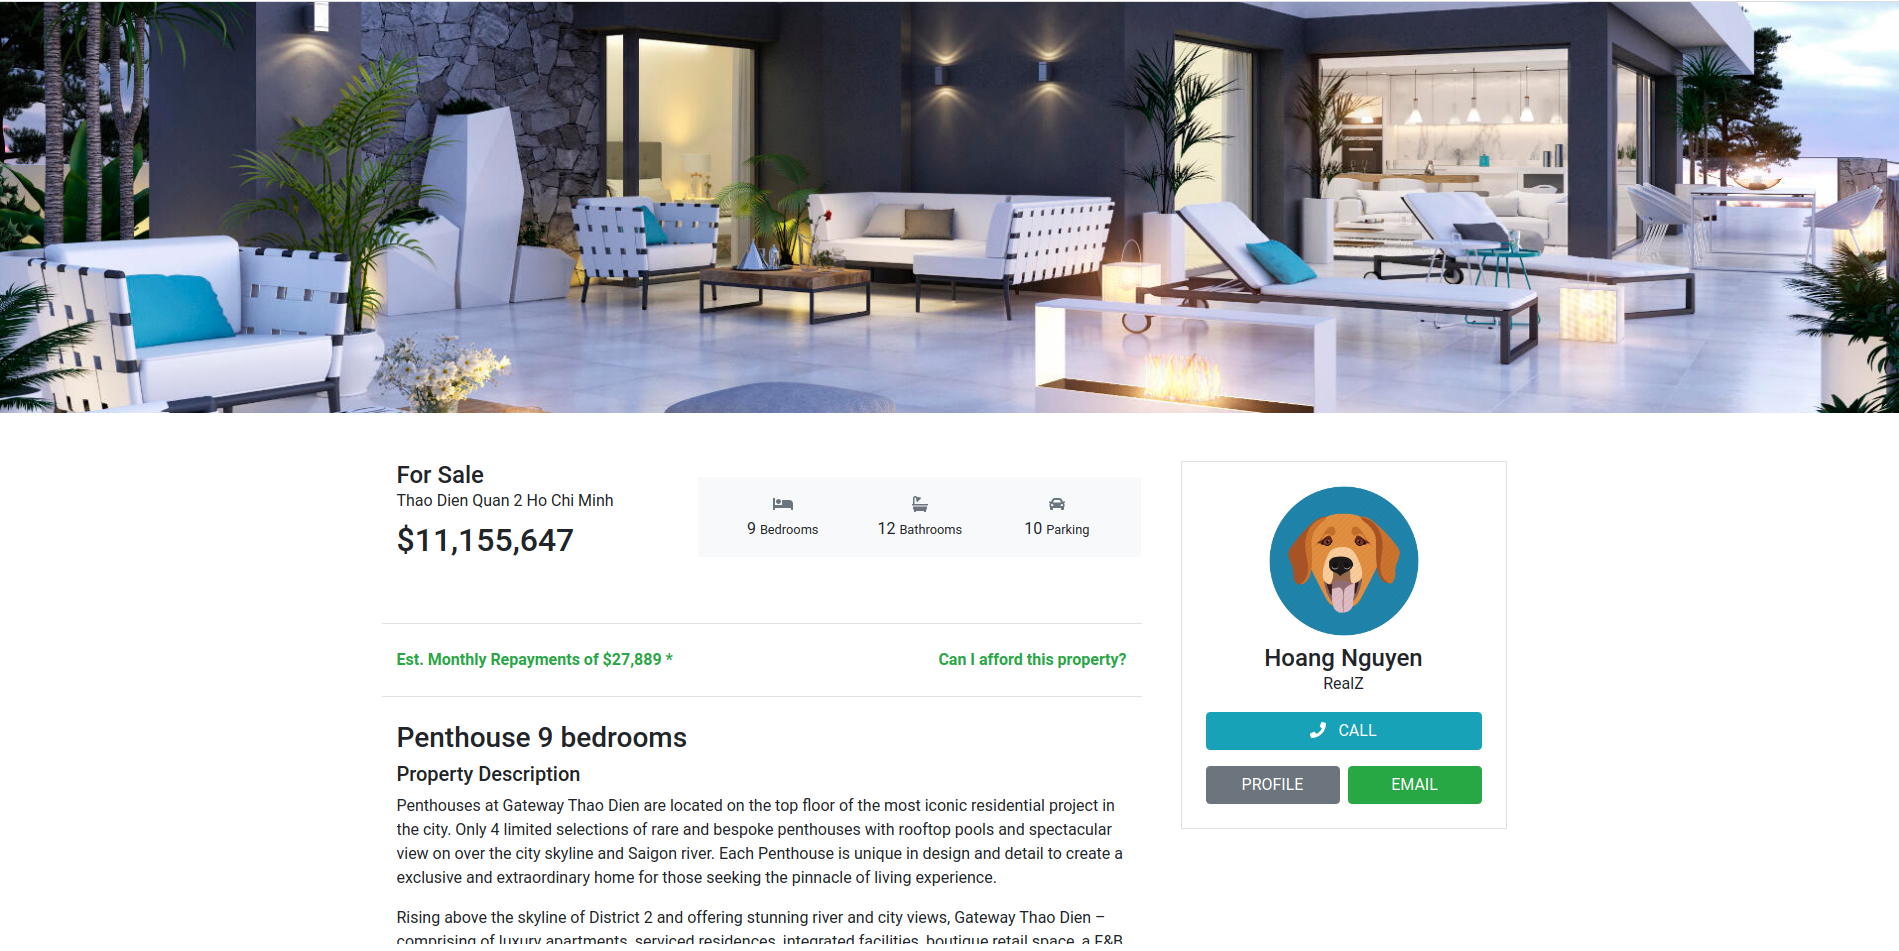 For Sale
Thao Dien Quan 2 Ho Chi Minh
$11,155,647
9 Bedrooms
12 Bathrooms
10 Parking
Est. Monthly Repayments of $27,889 *
Can I afford this property?
Penthouse 9 bedrooms
Property Description
Penthouses at Gateway Thao Dien are located on the top floor of the most iconic residential project in
the city. Only 4 limited selections of rare and bespoke penthouses with rooftop pools and spectacular
view on over the city skyline and Saigon river. Each Penthouse is unique in design and detail to create a
exclusive and extraordinary home for those seeking the pinnacle of living experience.
Rising above the skyline of District 2 and offering stunning river and city views, Gateway Thao Dien –
comprising of luxury apartments, serviced residences, integrated facilities, boutique retail space, a F&B
Hoang Nguyen
RealZ
CALL
PROFILE
EMAIL